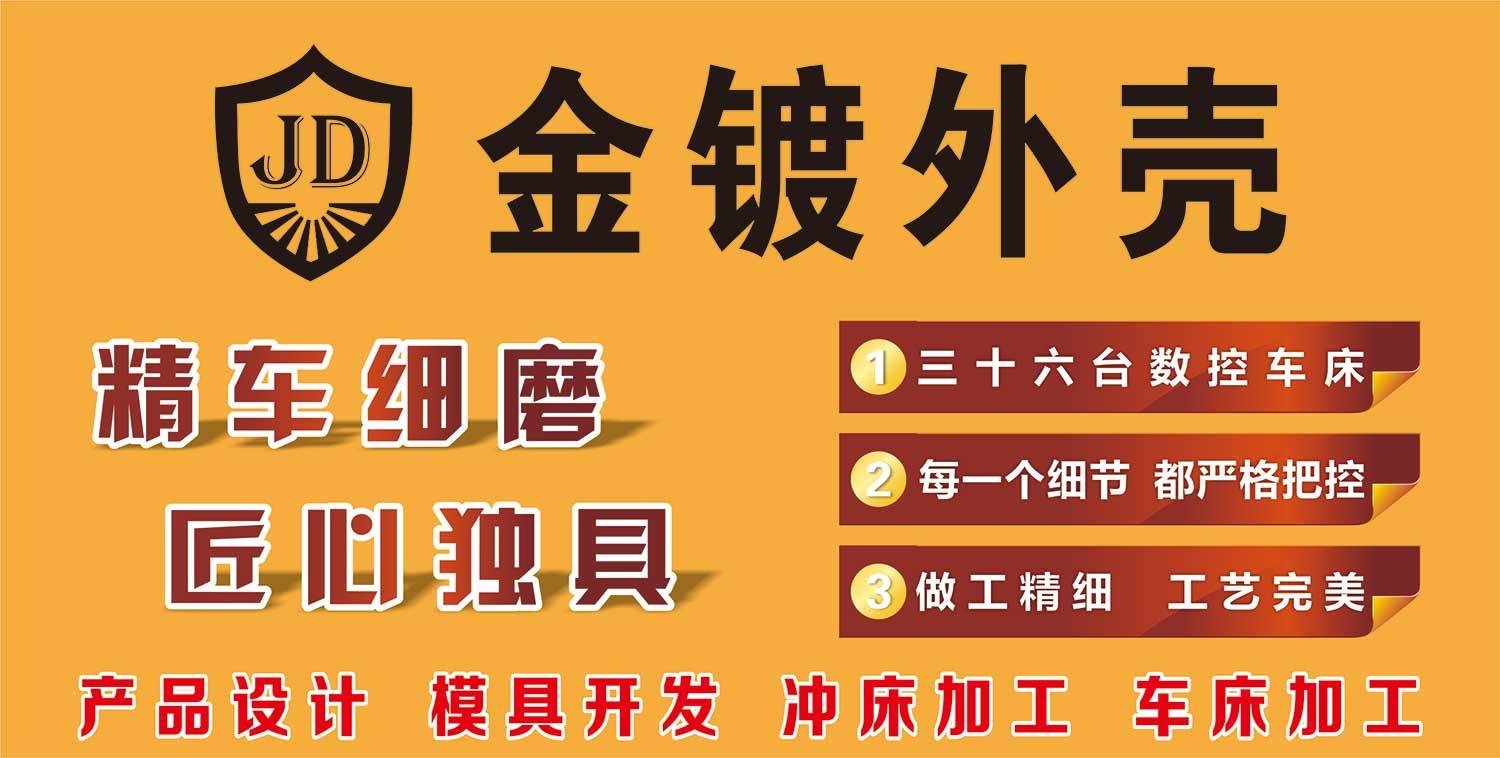 JD
金镀外壳
精车细磨
匠心独具
1 三十六台数控车床
2 每一个细节 都严格把控
3 做工精细 工艺完美
产品设计 模具开发 冲床加工 车床加工